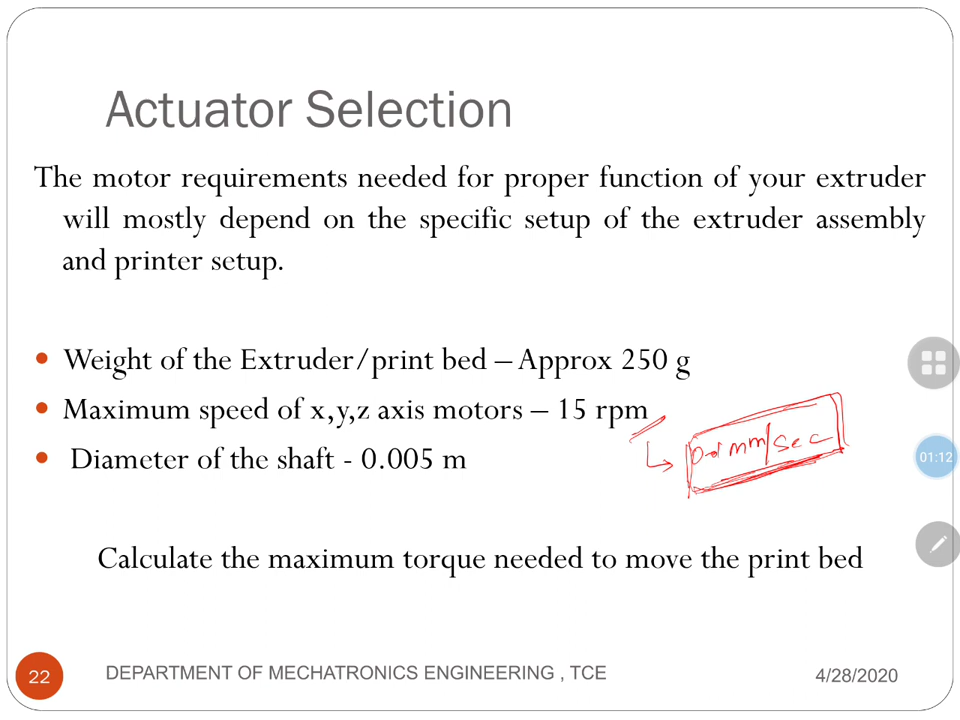 Actuator Selection
The motor requirements needed for proper function of your extruder
will mostly depend on the specific setup of the extruder assembly
and printer setup.
• Weight of the Extruder/print bed – Approx 250 g
• Maximum speed of x,y,z axis motors – 15 rpm
mm/sec
• Diameter of the shaft - 0.005 m
01:12
Calculate the maximum torque needed to move the print bed
22
DEPARTMENT OF MECHATRONICS ENGINEERING , TCE
4/28/2020